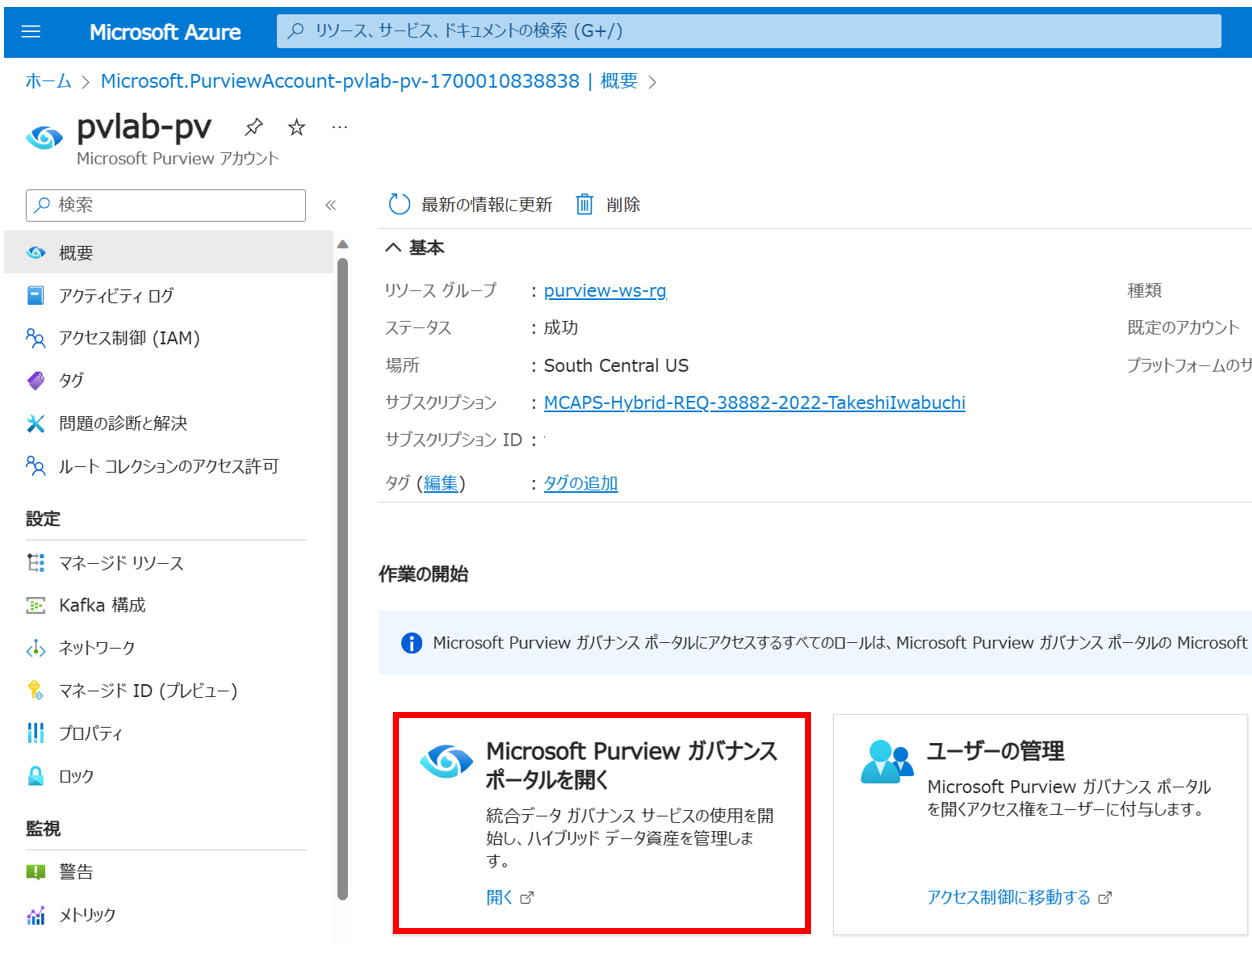 Microsoft Azure
リソース、サービス、ドキュメントの検索 (G+/)
ホーム > Microsoft.PurviewAccount-pvlab-pv-1700010838838 | 概要 >
pvlab-pv
Microsoft Purview アカウント
検索
«
最新の情報に更新
削除
概要
アクティビティ ログ
アクセス制御 (IAM)
タグ
問題の診断と解決
ルート コレクションのアクセス許可
設定
マネージド リソース
Kafka 構成
ネットワーク
マネージド ID (プレビュー)
プロパティ
ロック
監視
警告
メトリック
基本
リソース グループ : purview-ws-rg
ステータス : 成功
場所 : South Central US
サブスクリプション : MCAPS-Hybrid-REQ-38882-2022-TakeshiIwabuchi
サブスクリプション ID :
タグ (編集) : タグの追加
種類
既定のアカウント
プラットフォームのサ
作業の開始
Microsoft Purview ガバナンス ポータルにアクセスするすべてのロールは、Microsoft Purview ガバナンス ポータルの Microsoft
Microsoft Purview ガバナンス
ポータルを開く
統合データ ガバナンス サービスの使用を開
始し、ハイブリッド データ資産を管理しま
す。
開く
ユーザーの管理
Microsoft Purview ガバナンス ポータル
を開くアクセス権をユーザーに付与します。
アクセス制御に移動する